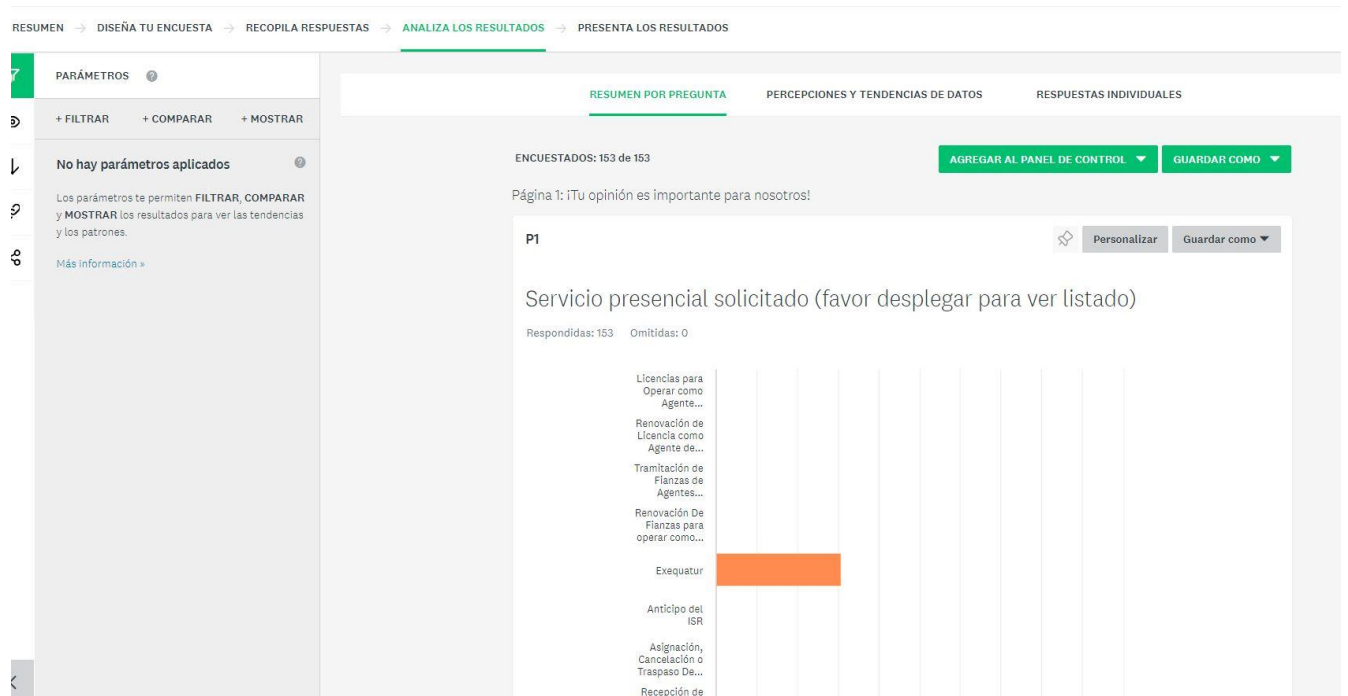 RESUMEN → DISEÑA TU ENCUESTA → RECOPILA RESPUESTAS → ANALIZA LOS RESULTADOS → PRESENTA LOS RESULTADOS
PARÁMETROS
+ FILTRAR + COMPARAR + MOSTRAR
No hay parámetros aplicados
Los parámetros te permiten FILTRAR, COMPARAR
y MOSTRAR los resultados para ver las tendencias
y los patrones.
Más información »
RESUMEN POR PREGUNTA PERCEPCIONES Y TENDENCIAS DE DATOS RESPUESTAS INDIVIDUALES
ENCUESTADOS: 153 de 153
AGREGAR AL PANEL DE CONTROL GUARDAR COMO
Página 1: ¡Tu opinión es importante para nosotros!
P1
Personalizar Guardar como
Servicio presencial solicitado (favor desplegar para ver listado)
Respondidas: 153 Omitidas: 0
Licencias para
Operar como
Agente...
Renovación de
Licencia como
Agente de...
Tramitación de
Fianzas de
Agentes...
Renovación De
Fianzas para
operar como...
Exequatur
Anticipo del
ISR
Asignación,
Cancelación o
Traspaso De...
Recepción de